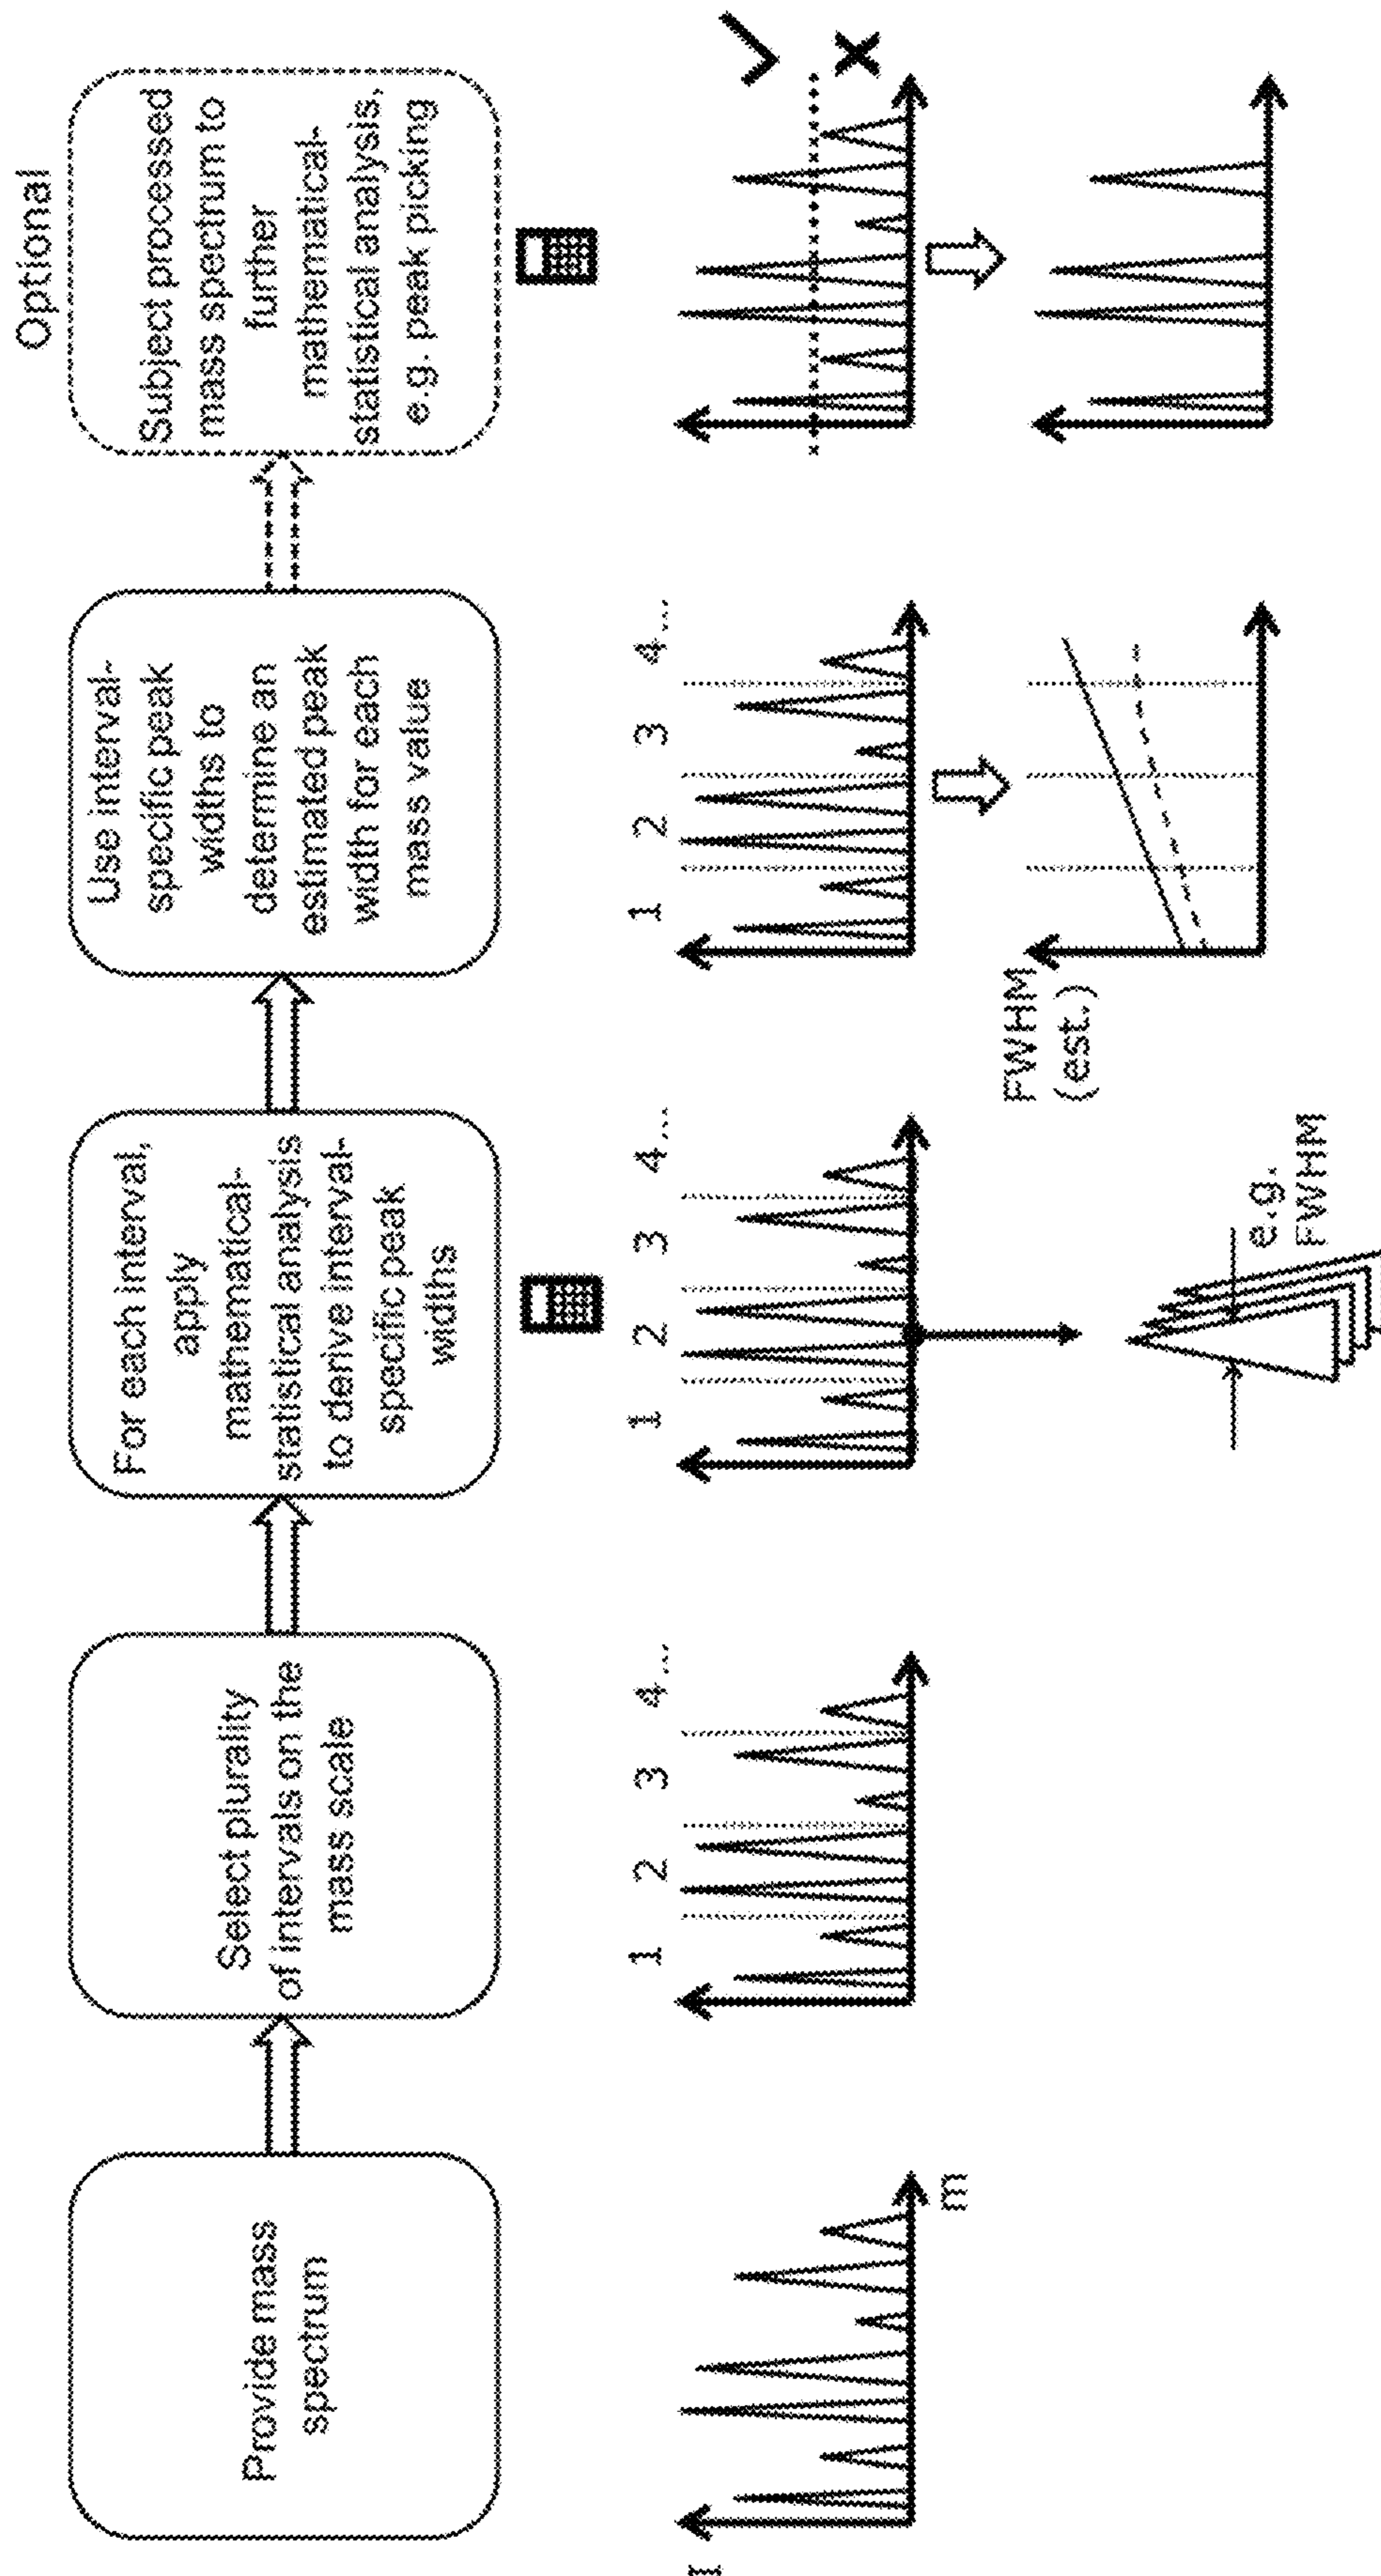 Optional
Provide mass
spectrum
Select plurality
of intervals on the
mass scale
For each interval,
apply
mathematical-
statistical analysis
to derive interval-
specific peak
widths
Use interval-
specific peak
widths to
determine an
estimated peak
width for each
mass value
Subject processed
mass spectrum to
further
mathematical-
statistical analysis,
e.g. peak picking
I
m
1 2 3 4...
1 2 3 4...
e.g.
FWHM
1 2 3 4...
FWHM
(est.)